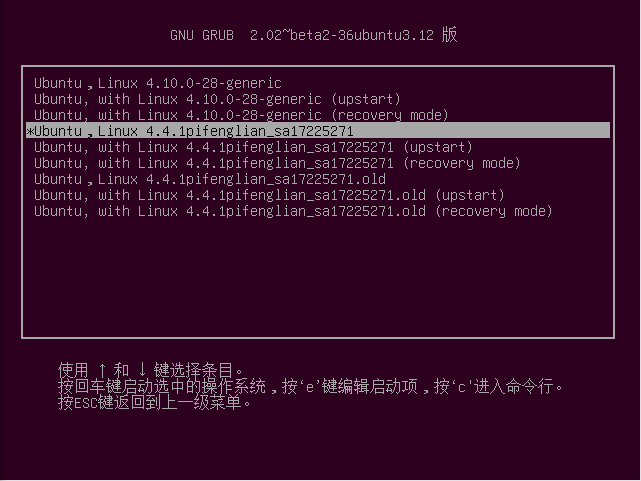 GNU GRUB  2.02~beta2-36ubuntu3.12 版
Ubuntu，Linux 4.10.0-28-generic
Ubuntu, with Linux 4.10.0-28-generic (upstart)
Ubuntu, with Linux 4.10.0-28-generic (recovery mode)
*Ubuntu，Linux 4.4.1pifenglian_sa17225271
Ubuntu, with Linux 4.4.1pifenglian_sa17225271 (upstart)
Ubuntu, with Linux 4.4.1pifenglian_sa17225271 (recovery mode)
Ubuntu，Linux 4.4.1pifenglian_sa17225271.old
Ubuntu, with Linux 4.4.1pifenglian_sa17225271.old (upstart)
Ubuntu, with Linux 4.4.1pifenglian_sa17225271.old (recovery mode)
使用 ↑ 和 ↓ 键选择条目。
按回车键启动选中的操作系统，按‘e’键编辑启动项，按‘c'进入命令行。
按ESC键返回到上一级菜单。